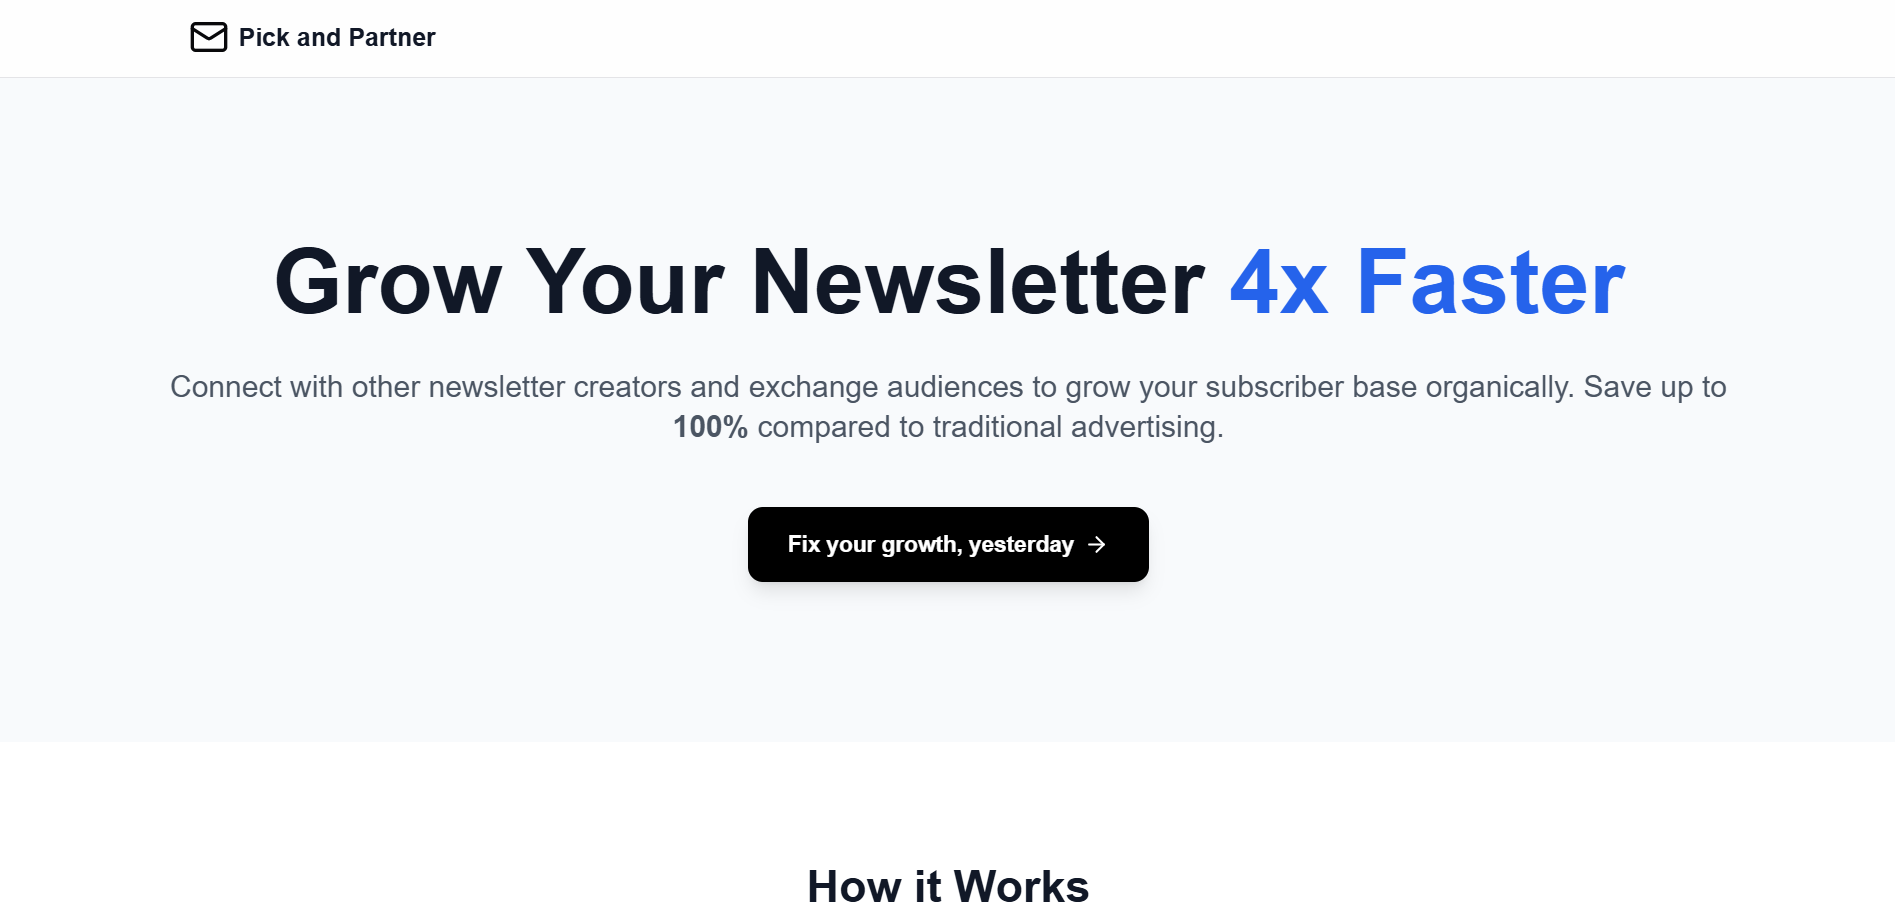 Pick and Partner
Grow Your Newsletter 4x Faster
Connect with other newsletter creators and exchange audiences to grow your subscriber base organically. Save up to
100% compared to traditional advertising.
Fix your growth, yesterday →
How it Works